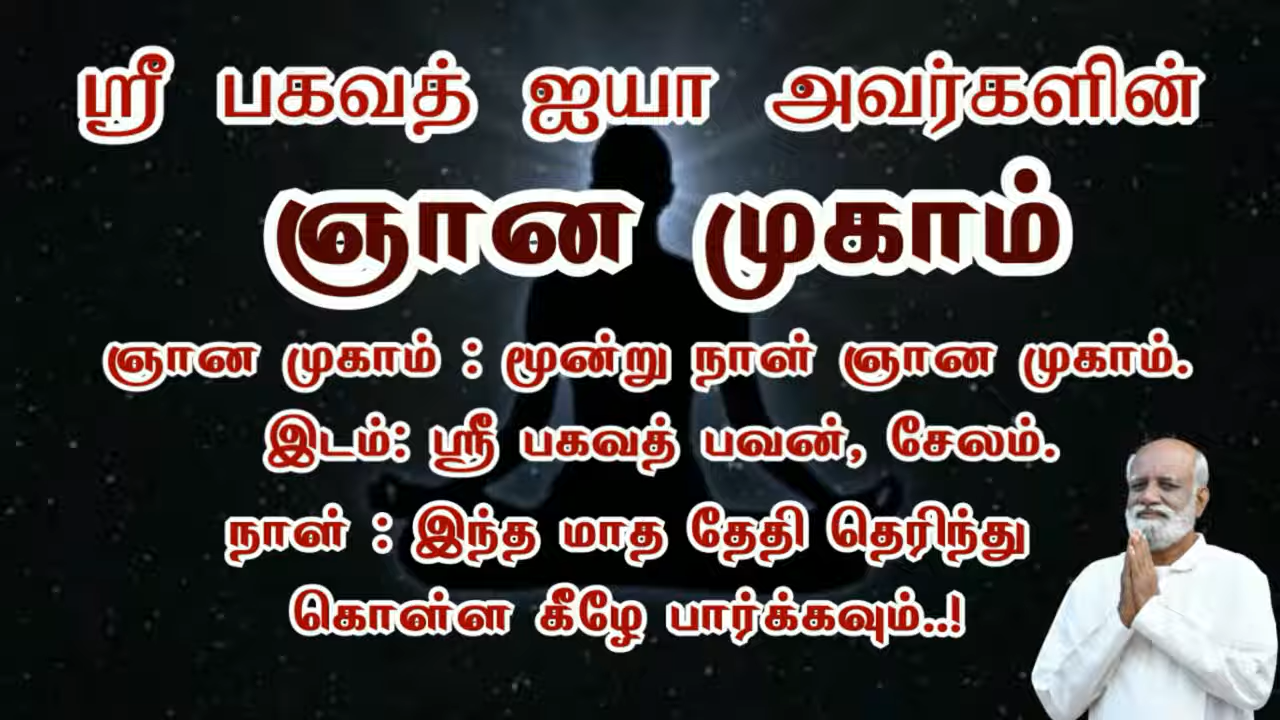 ஸ்ரீ பகவத் ஐயா அவர்களின்
ஞான முகாம்
ஞான முகாம் : மூன்று நாள் ஞான முகாம்.
இடம்: ஸ்ரீ பகவத் பவன், சேலம்.
நாள் : இந்த மாத தேதி தெரிந்து
கொள்ள கீழே பார்க்கவும்..!